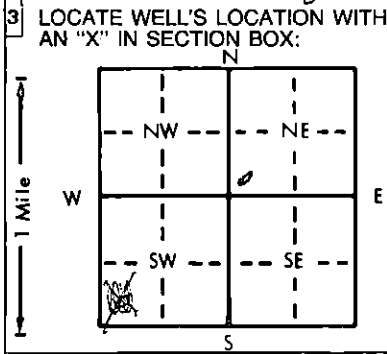 3 LOCATE WELL'S LOCATION WITH
AN "X" IN SECTION BOX:
N
NW NE
1 Mile W E
SW SE
S